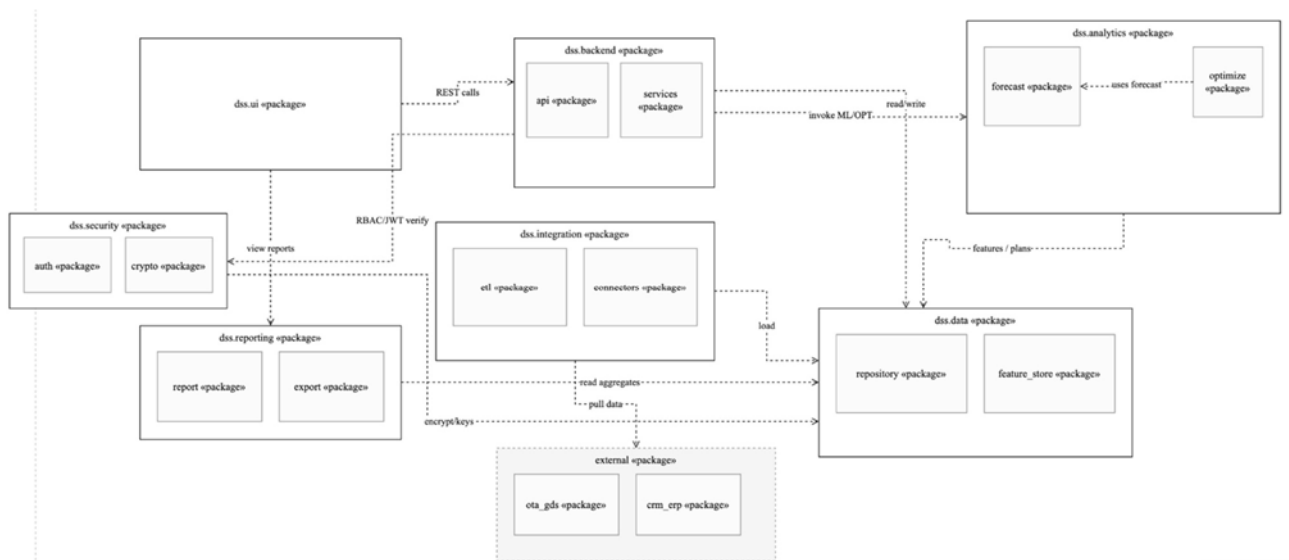 dss.ui «package»
REST calls
dss.backend «package»
api «package»
services
«package»
dss.analytics «package»
forecast «package»
uses forecast
optimize
«package»
read/write
invoke ML/OPT
RBAC/JWT verify
dss.security «package»
auth «package»
crypto «package»
view reports
dss.integration «package»
etl «package»
connectors «package»
features / plans
load
dss.data «package»
repository «package»
feature_store «package»
dss.reporting «package»
report «package»
export «package»
read aggregates
pull data
encrypt/keys
external «package»
ota_gds «package»
crm_erp «package»